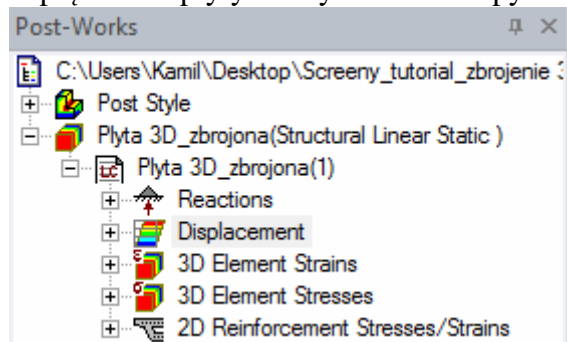 Post-Works
C:\Users\Kamil\Desktop\Screeny_tutorial_zbrojenie 3
Post Style
Plyta 3D_zbrojona(Structural Linear Static )
Plyta 3D_zbrojona(1)
Reactions
Displacement
3D Element Strains
3D Element Stresses
2D Reinforcement Stresses/Strains